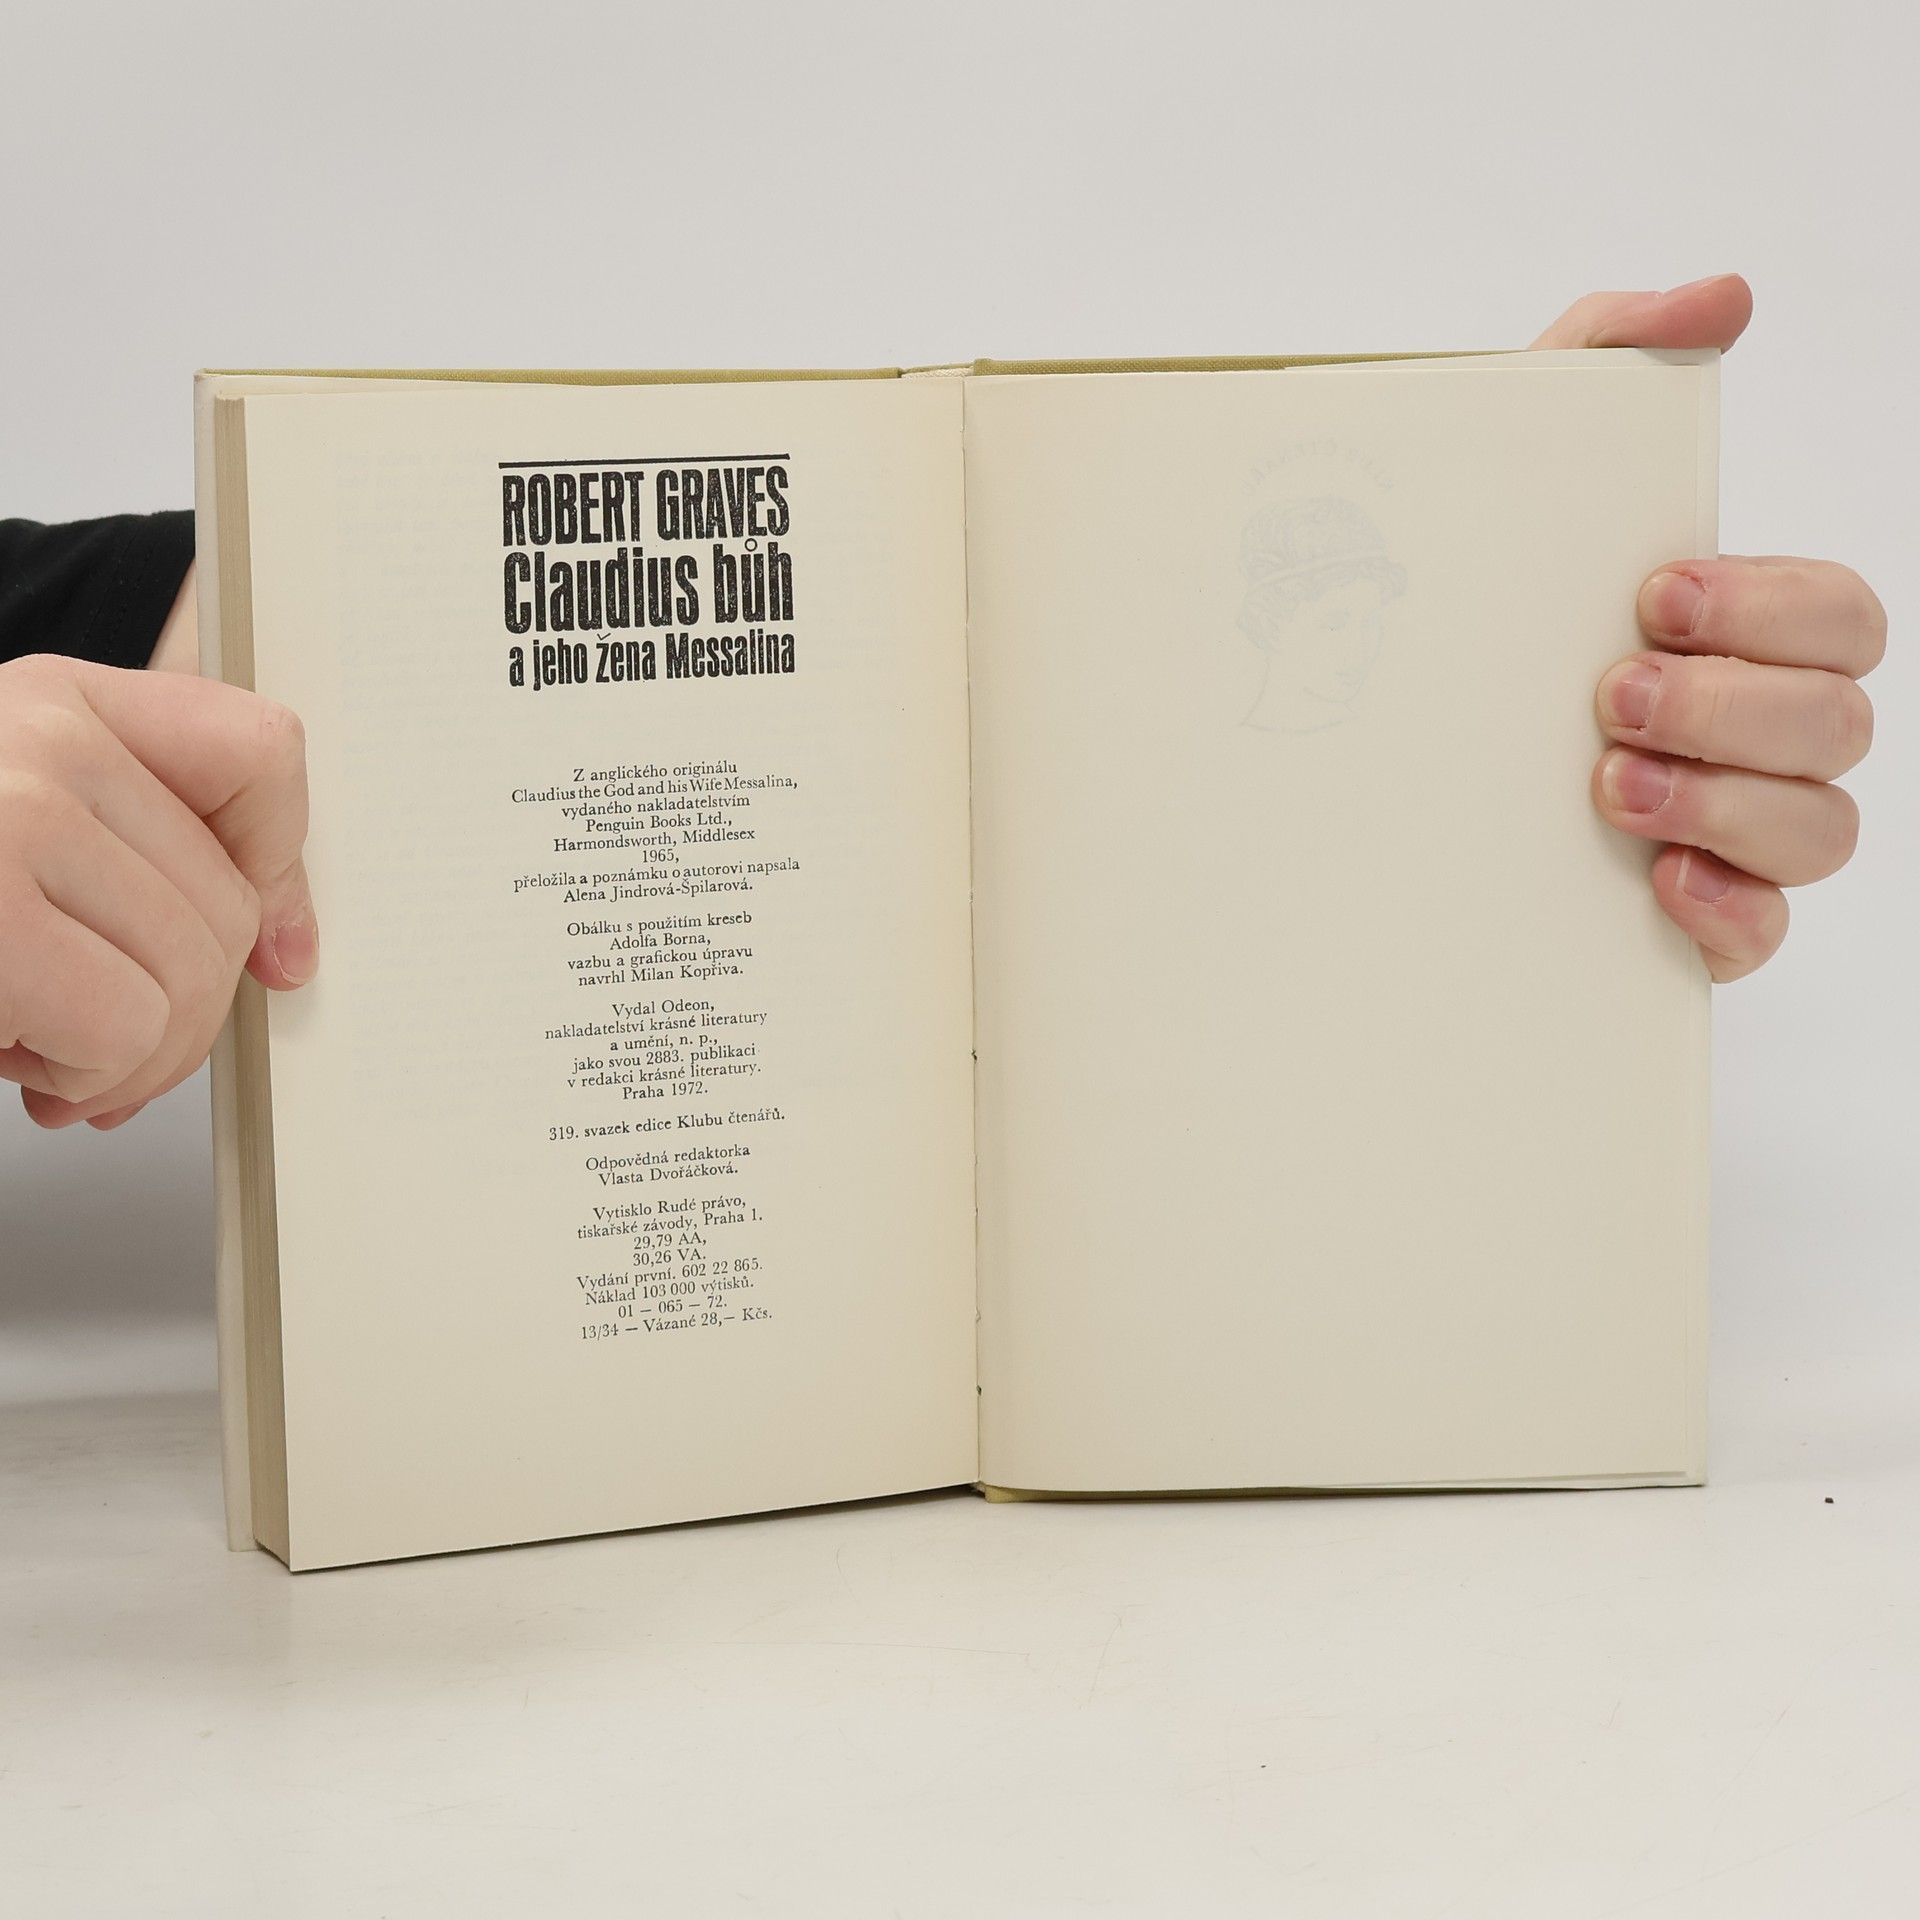 ROBERT GRAVES
Claudius bůh
a jeho žena Messalina
Z anglického originálu
Claudius the God and his Wife Messalina,
vydaného nakladatelstvím
Penguin Books Ltd.,
Harmondsworth, Middlesex
1965,
přeložila a poznámku o autorovi napsala
Alena Jindrová-Špilarová.
Obálku s použitím kreseb
Adolfa Borna,
vazbu a grafickou úpravu
navrhl Milan Kopřiva.
Vydal Odeon,
nakladatelství krásné literatury
a umění, n. p.,
jako svou 2883. publikaci
v redakci krásné literatury.
Praha 1972.
319. svazek edice Klubu čtenářů.
Odpovědná redaktorka
Vlasta Dvořáčková.
Vytisklo Rudé právo,
tiskařské závody, Praha 1.
29,79 AA,
30,26 VA.
Vydání první. 602 22 865.
Náklad 103 000 výtisků.
01 — 065 — 72.
13/34 — Vázané 28,— Kčs.